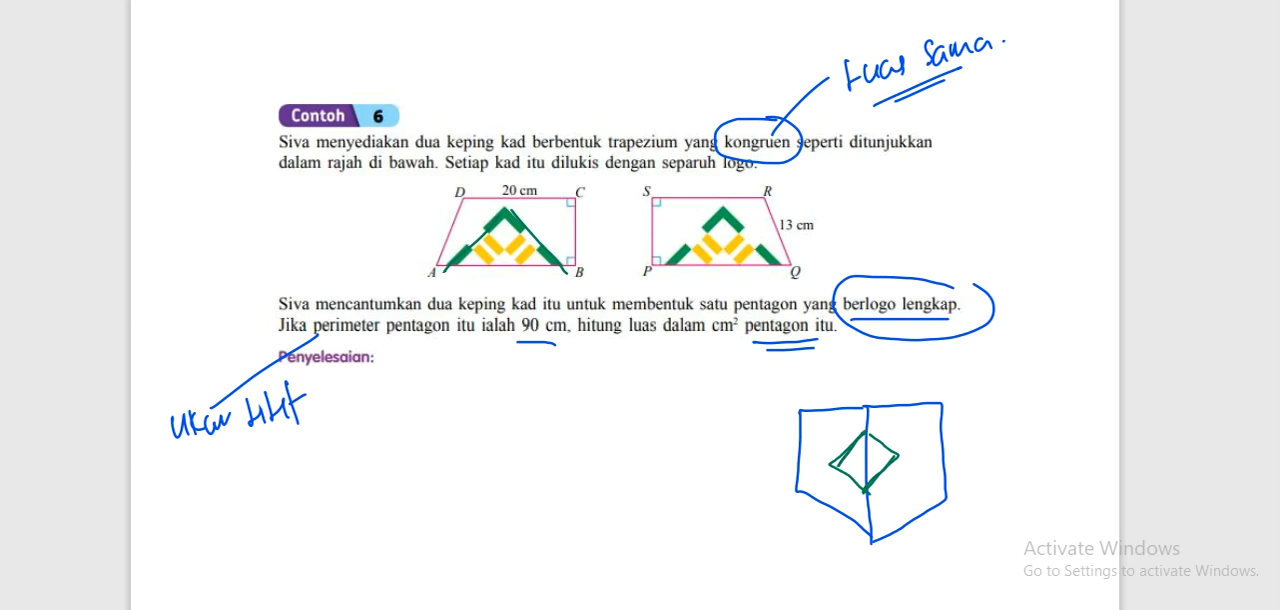 Luas Sama.
Contoh 6
Siva menyediakan dua keping kad berbentuk trapezium yang kongruen seperti ditunjukkan
dalam rajah di bawah. Setiap kad itu dilukis dengan separuh logo.
D 20 cm C S R
13 cm
A B P Q
Siva mencantumkan dua keping kad itu untuk membentuk satu pentagon yang berlogo lengkap.
Jika perimeter pentagon itu ialah 90 cm, hitung luas dalam cm² pentagon itu.
Penyelesaian:
Activate Windows
Go to Settings to activate Windows.